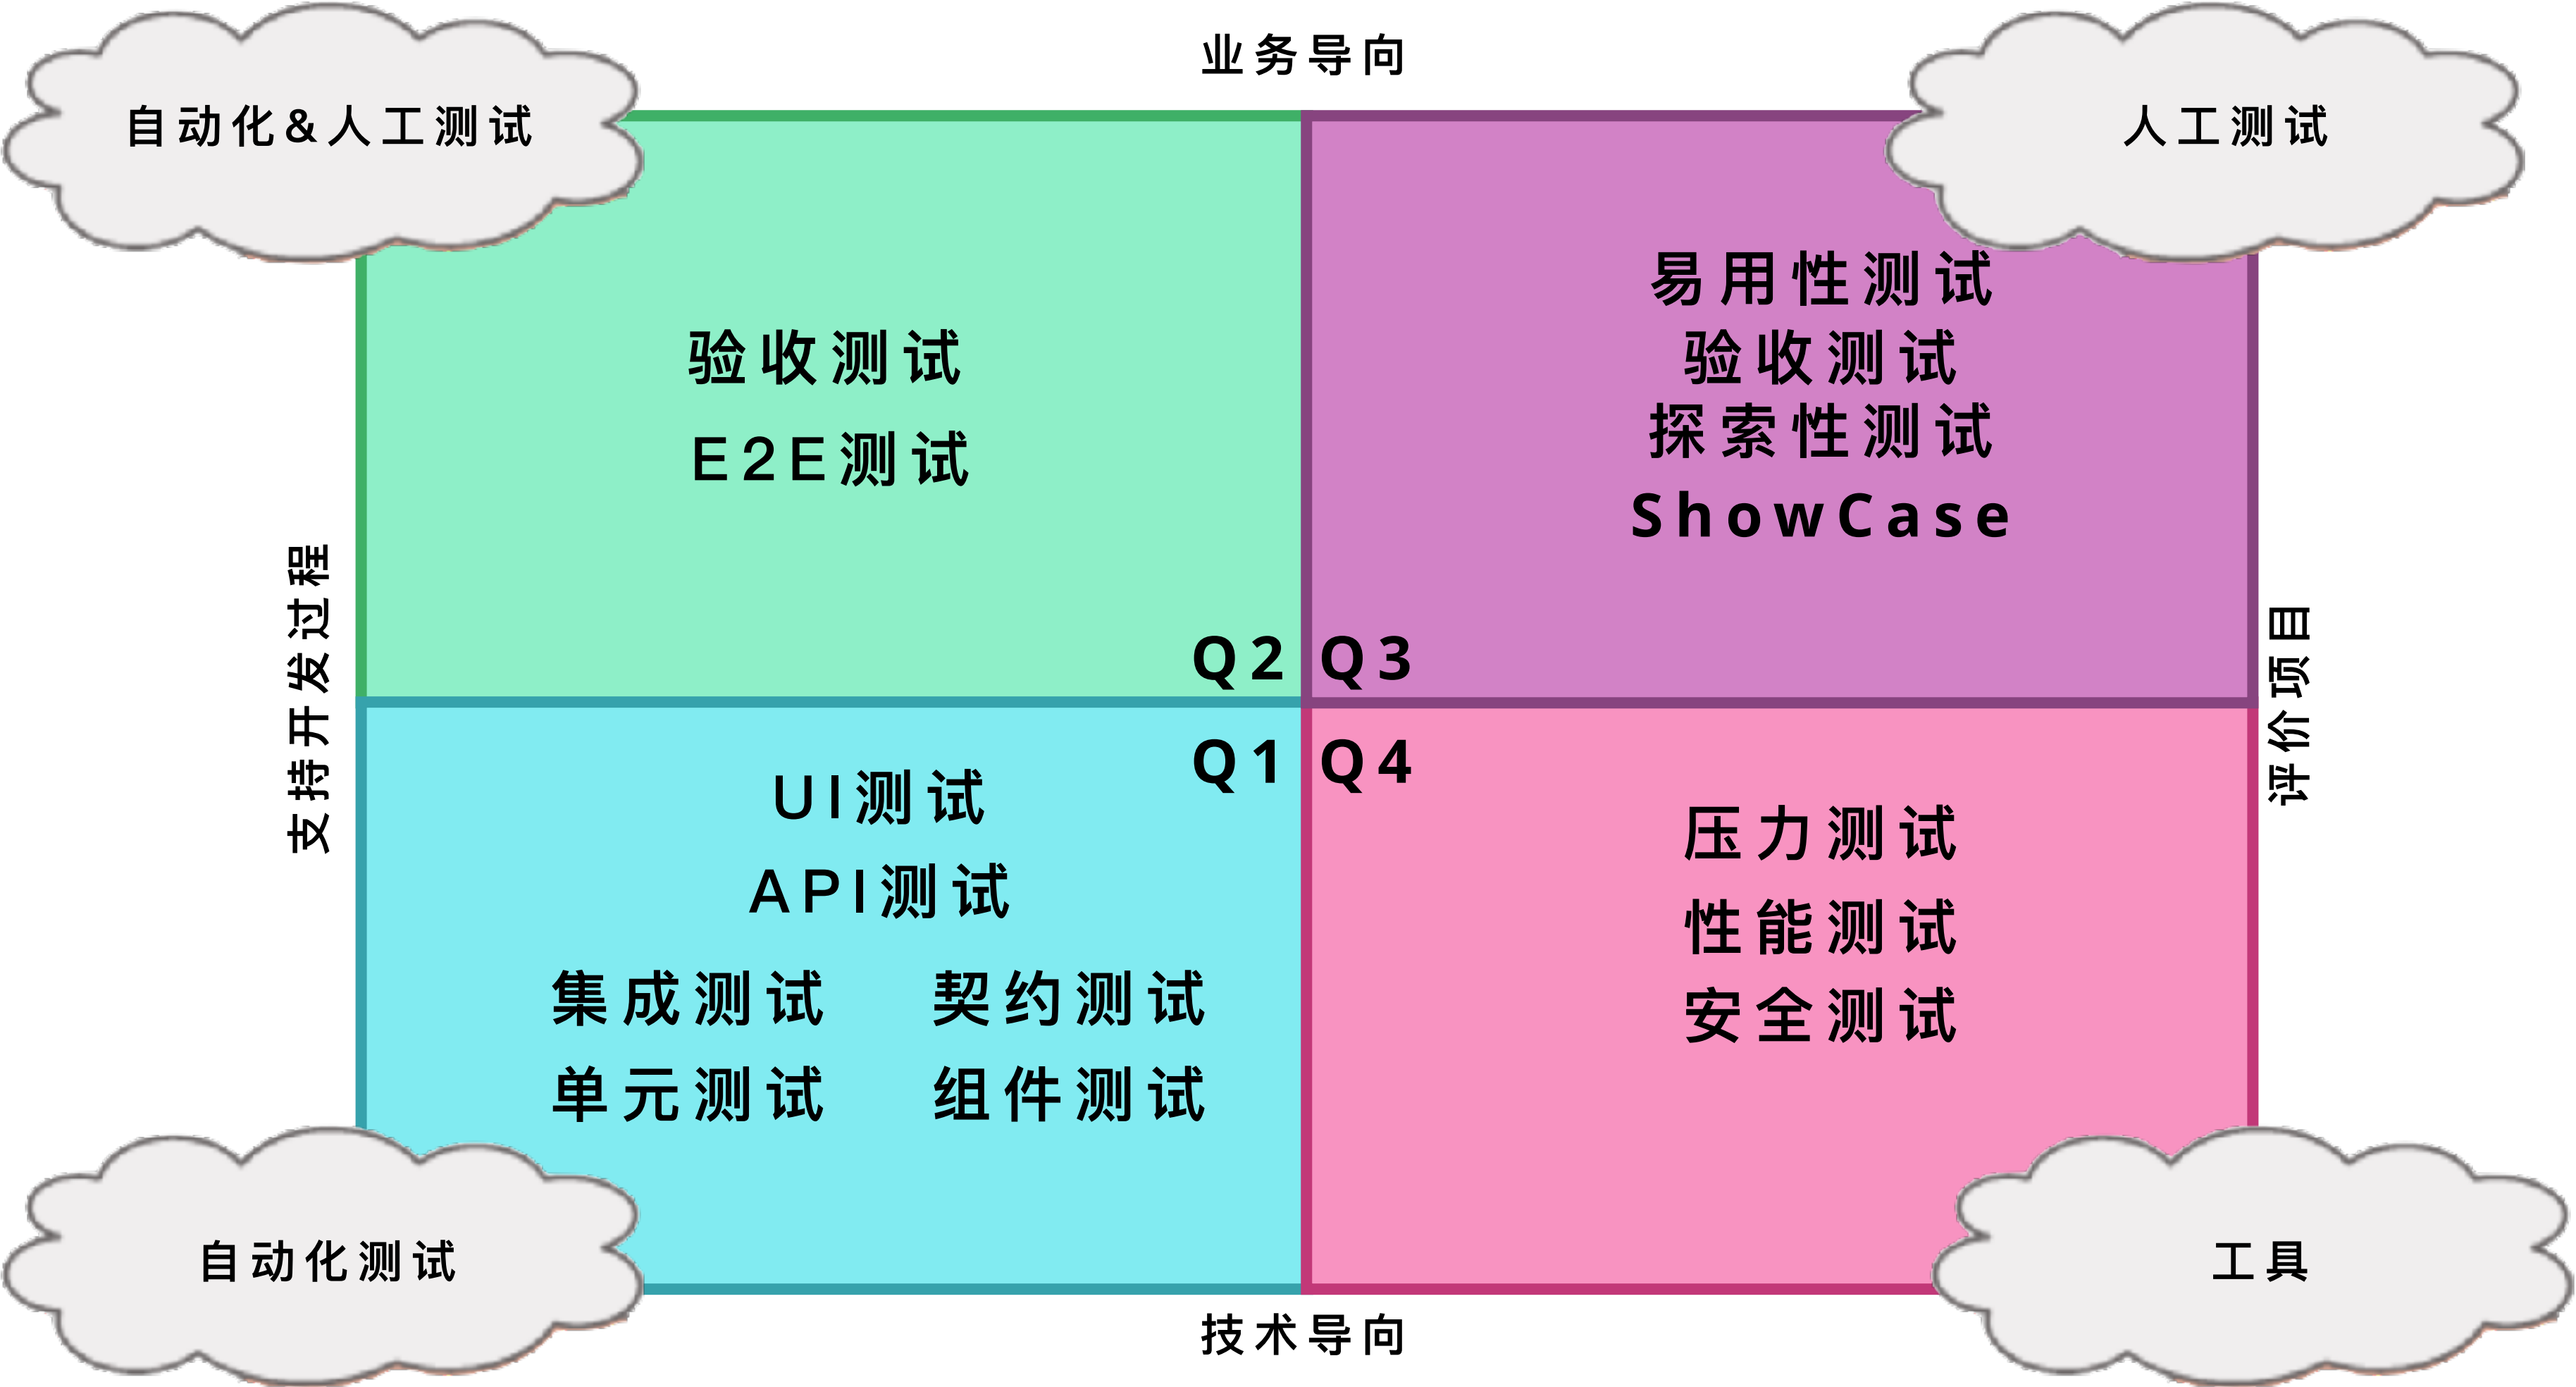 业务导向
自动化&人工测试
人工测试
验收测试
E2E测试
易用性测试
验收测试
探索性测试
ShowCase
支持开发过程
评价项目
Q2
Q3
Q1
Q4
UI测试
API测试
集成测试 契约测试
单元测试 组件测试
压力测试
性能测试
安全测试
自动化测试
工具
技术导向